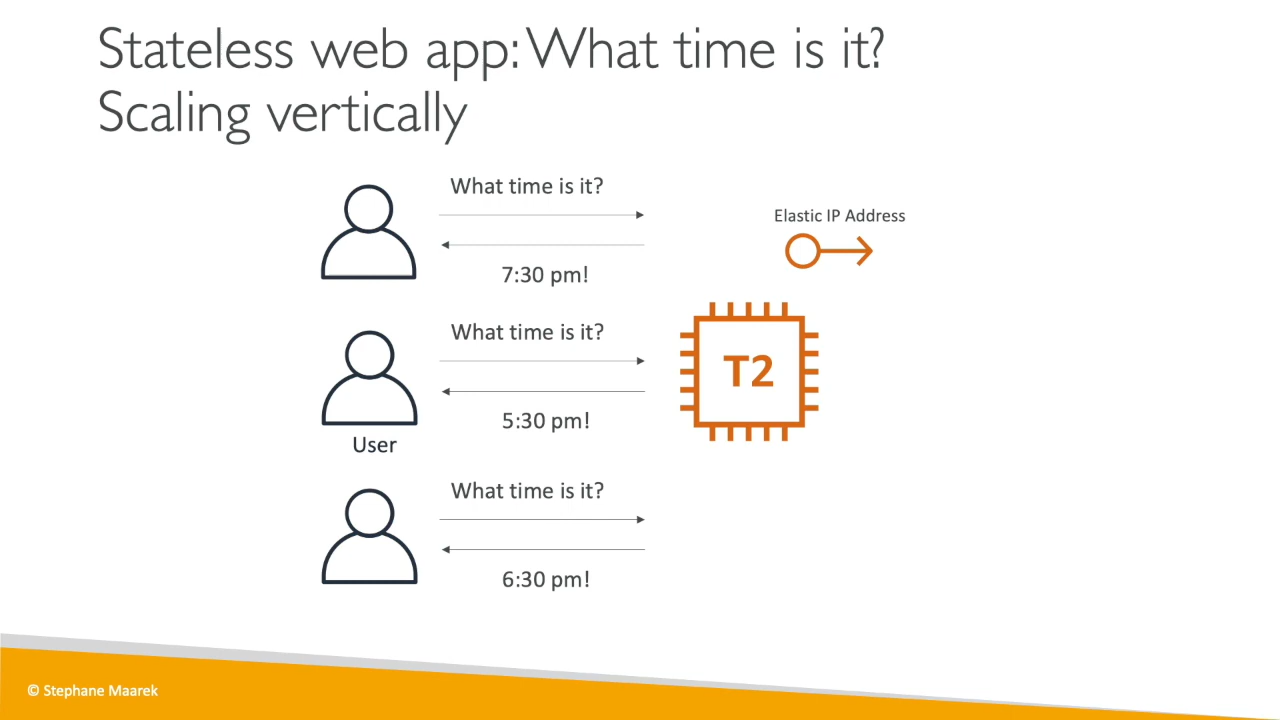 Stateless web app: What time is it?
Scaling vertically
What time is it?
7:30 pm!
Elastic IP Address
What time is it?
5:30 pm!
User
T2
What time is it?
6:30 pm!
© Stephane Maarek